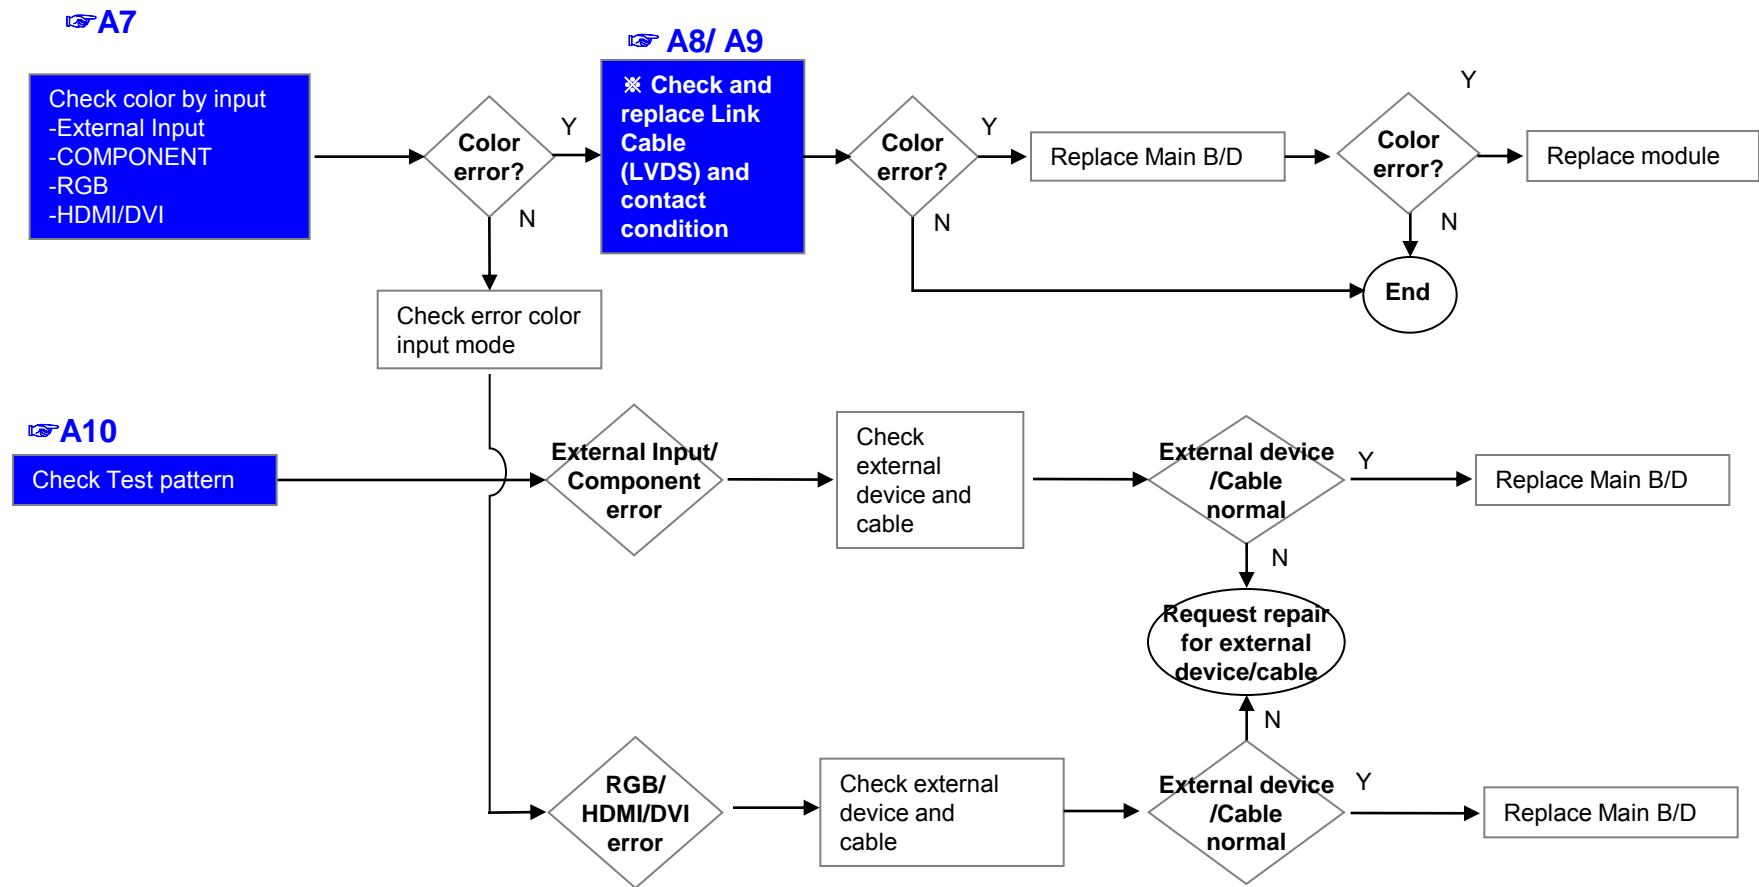 ☞A7
☞ A8/ A9
Check color by input
-External Input
-COMPONENT
-RGB
-HDMI/DVI
Color
error?
Y
N
※ Check and
replace Link
Cable
(LVDS) and
contact
condition
Color
error?
Y
N
Replace Main B/D
Color
error?
Y
N
Replace module
End
Check error color
input mode
☞A10
Check Test pattern
External Input/
Component
error
Check
external
device and
cable
External device
/Cable
normal
Y
N
Replace Main B/D
Request repair
for external
device/cable
N
RGB/
HDMI/DVI
error
Check external
device and
cable
External device
/Cable
normal
Y
Replace Main B/D